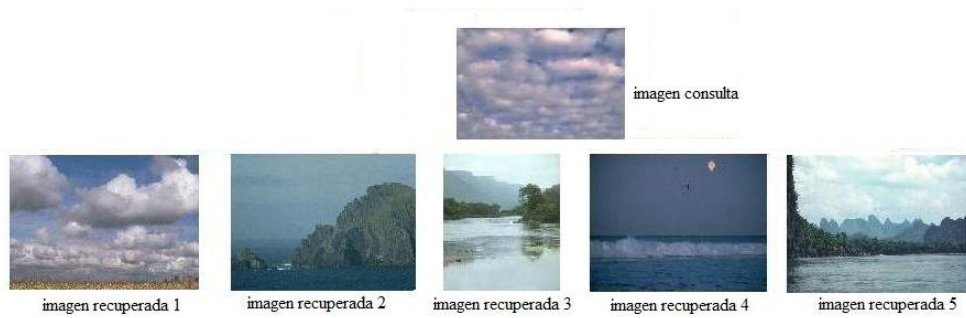 imagen consulta
imagen recuperada 1
imagen recuperada 2
imagen recuperada 3
imagen recuperada 4
imagen recuperada 5